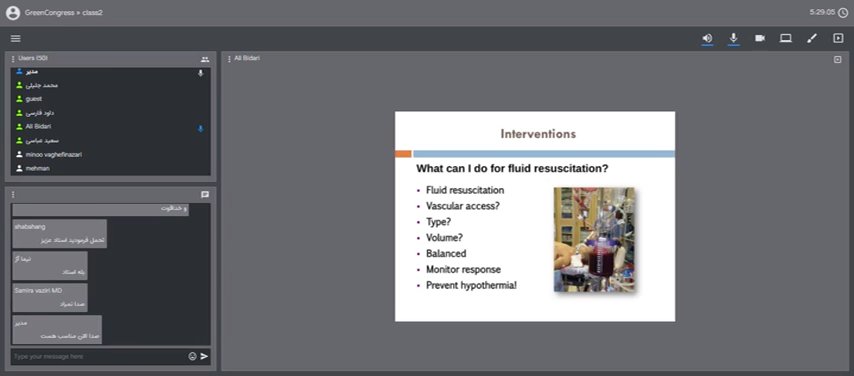 GreenCongress > class2
5:29:05
Users (50)
مدیر
محمد جلیلی
guest
داود فارسی
Ali Bidari
سعید عباسی
minoo vaghefinazari
mehman
و خداقوت
shabahang
تحمل فرمودید استاد عزیز
نیما آژ
بله استاد
Samira vaziri MD
صدا نمیاد
مدیر
صدا الان مناسب هست
Type your message here
Ali Bidari
Interventions
What can I do for fluid resuscitation?
• Fluid resuscitation
• Vascular access?
• Type?
• Volume?
• Balanced
• Monitor response
• Prevent hypothermia!